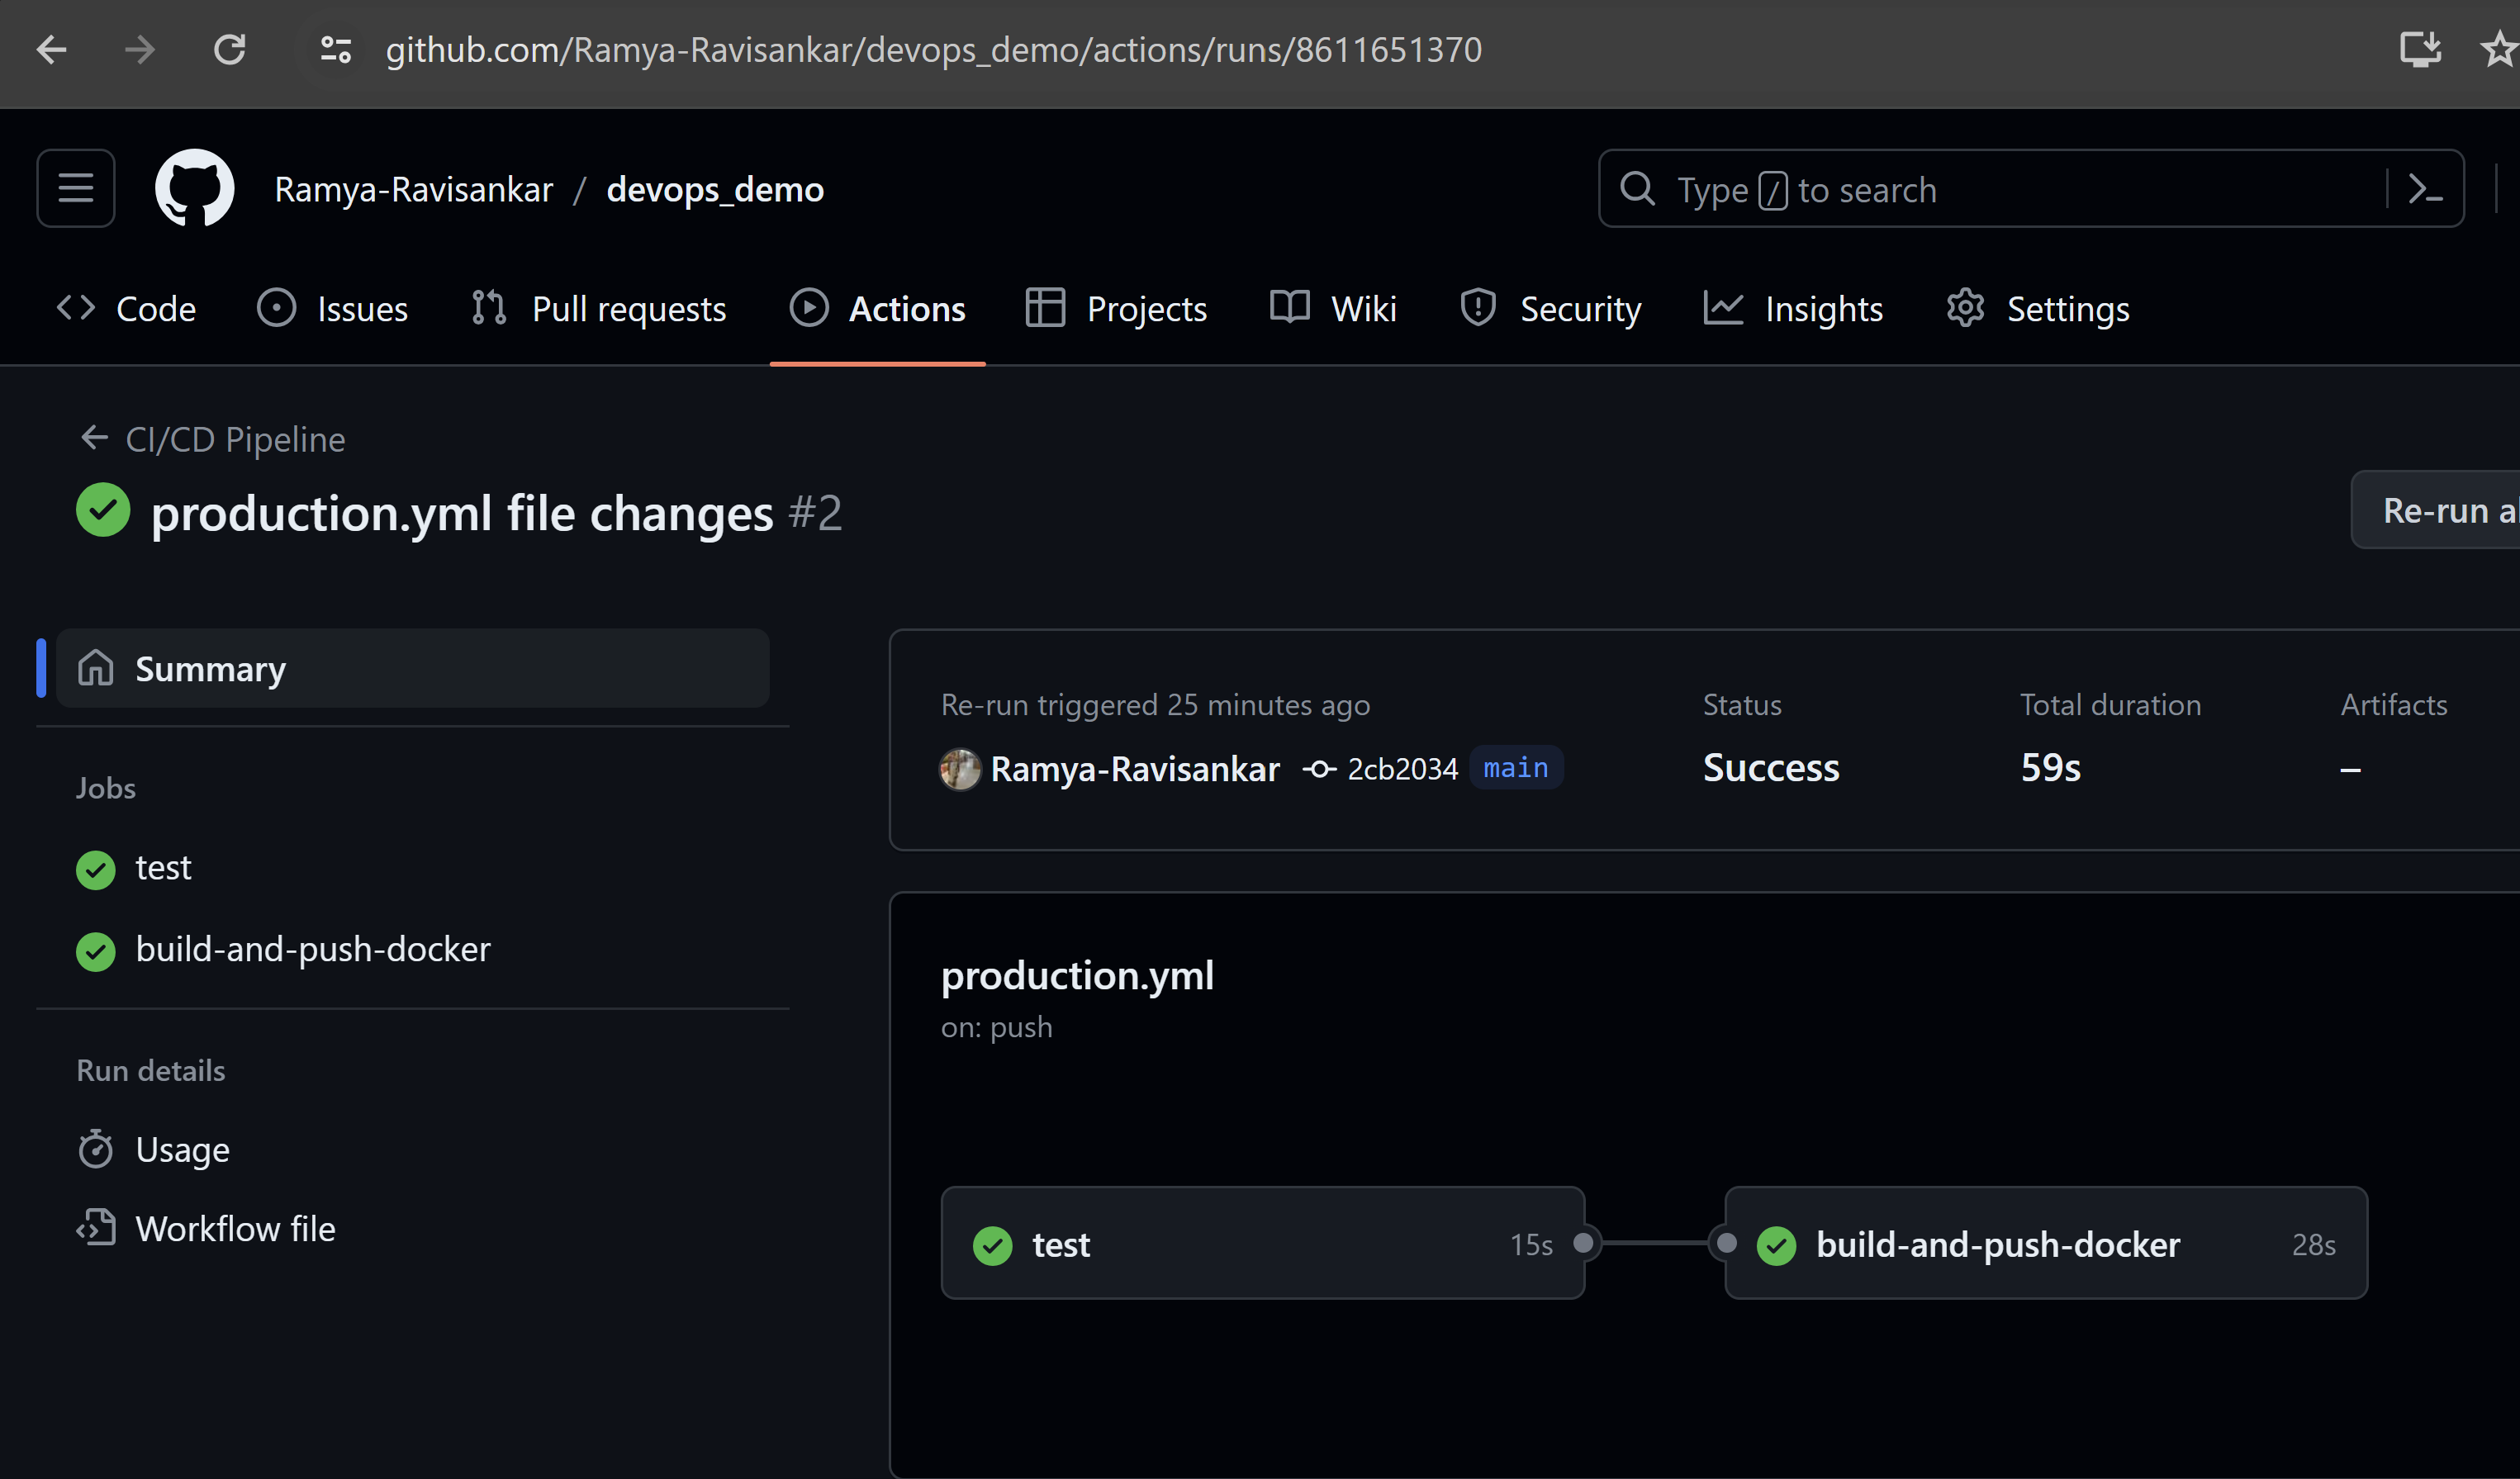 github.com/Ramya-Ravisankar/devops_demo/actions/runs/8611651370
Ramya-Ravisankar / devops_demo
Type / to search
Code Issues Pull requests Actions Projects Wiki Security Insights Settings
CI/CD Pipeline
production.yml file changes #2
Re-run a
Summary
Jobs
test
build-and-push-docker
Run details
Usage
Workflow file
Re-run triggered 25 minutes ago Status Total duration Artifacts
Ramya-Ravisankar 2cb2034 main Success 59s –
production.yml
on: push
test 15s build-and-push-docker 28s